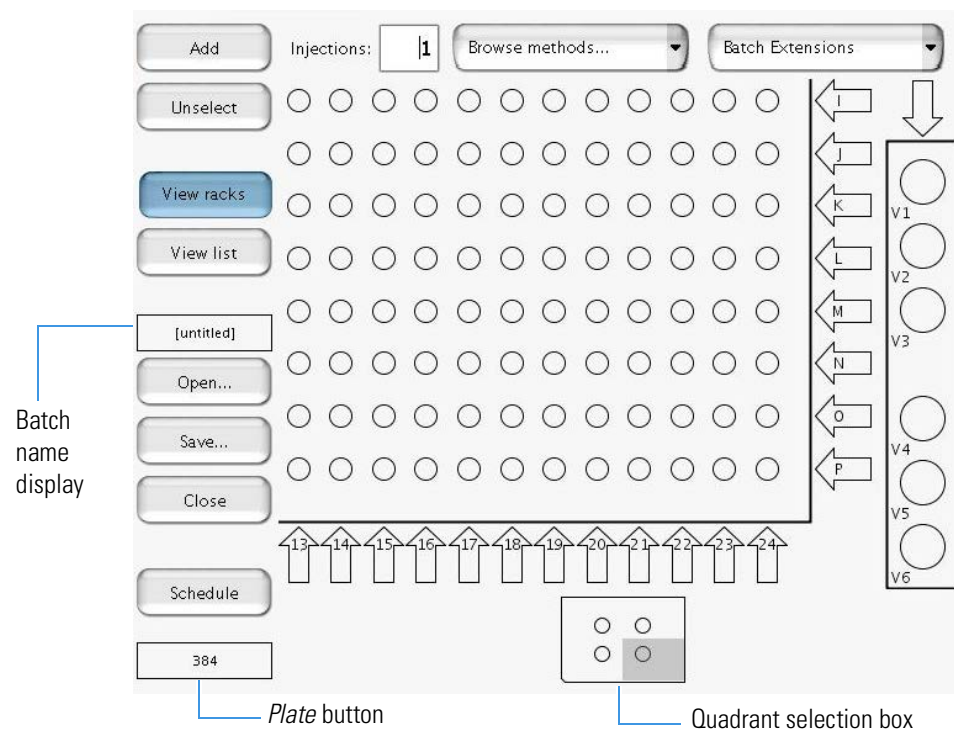 Add
Injections:
1
Browse methods...
Batch Extensions
Unselect
I
J
View racks
K
V1
View list
L
V2
[untitled]
M
V3
Open...
N
Batch
name
display
Save...
O
V4
P
Close
V5
13 14 15 16 17 18 19 20 21 22 23 24
Schedule
V6
384
Plate button
Quadrant selection box